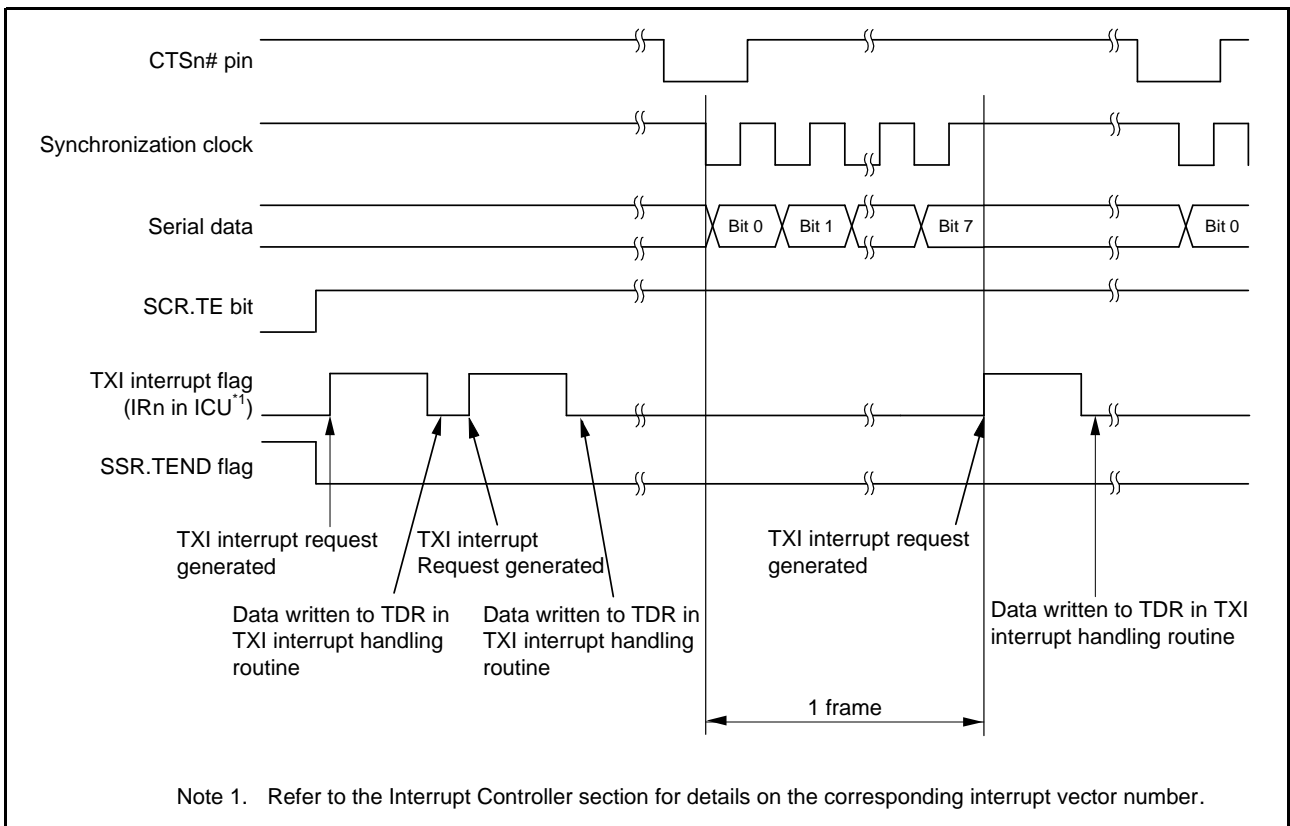 CTSn# pin
Synchronization clock
Serial data
Bit 0
Bit 1
Bit 7
Bit 0
SCR.TE bit
TXI interrupt flag
(IRn in ICU*1)
SSR.TEND flag
TXI interrupt request
generated
TXI interrupt
Request generated
TXI interrupt request
generated
Data written to TDR in
TXI interrupt handling
routine
Data written to TDR in
TXI interrupt handling
routine
Data written to TDR in TXI
interrupt handling routine
1 frame
Note 1. Refer to the Interrupt Controller section for details on the corresponding interrupt vector number.